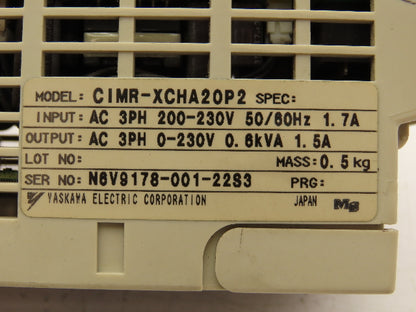 MODEL: CIMR-XCHA20P2 SPEC:
INPUT: AC 3PH 200-230V 50/60Hz 1.7A
OUTPUT: AC 3PH 0-230V 0.6kVA 1.5A
LOT NO: MASS: 0.5 kg
SER NO: N6V9178-001-22S3 PRG:
YASKAWA ELECTRIC CORPORATION JAPAN MS